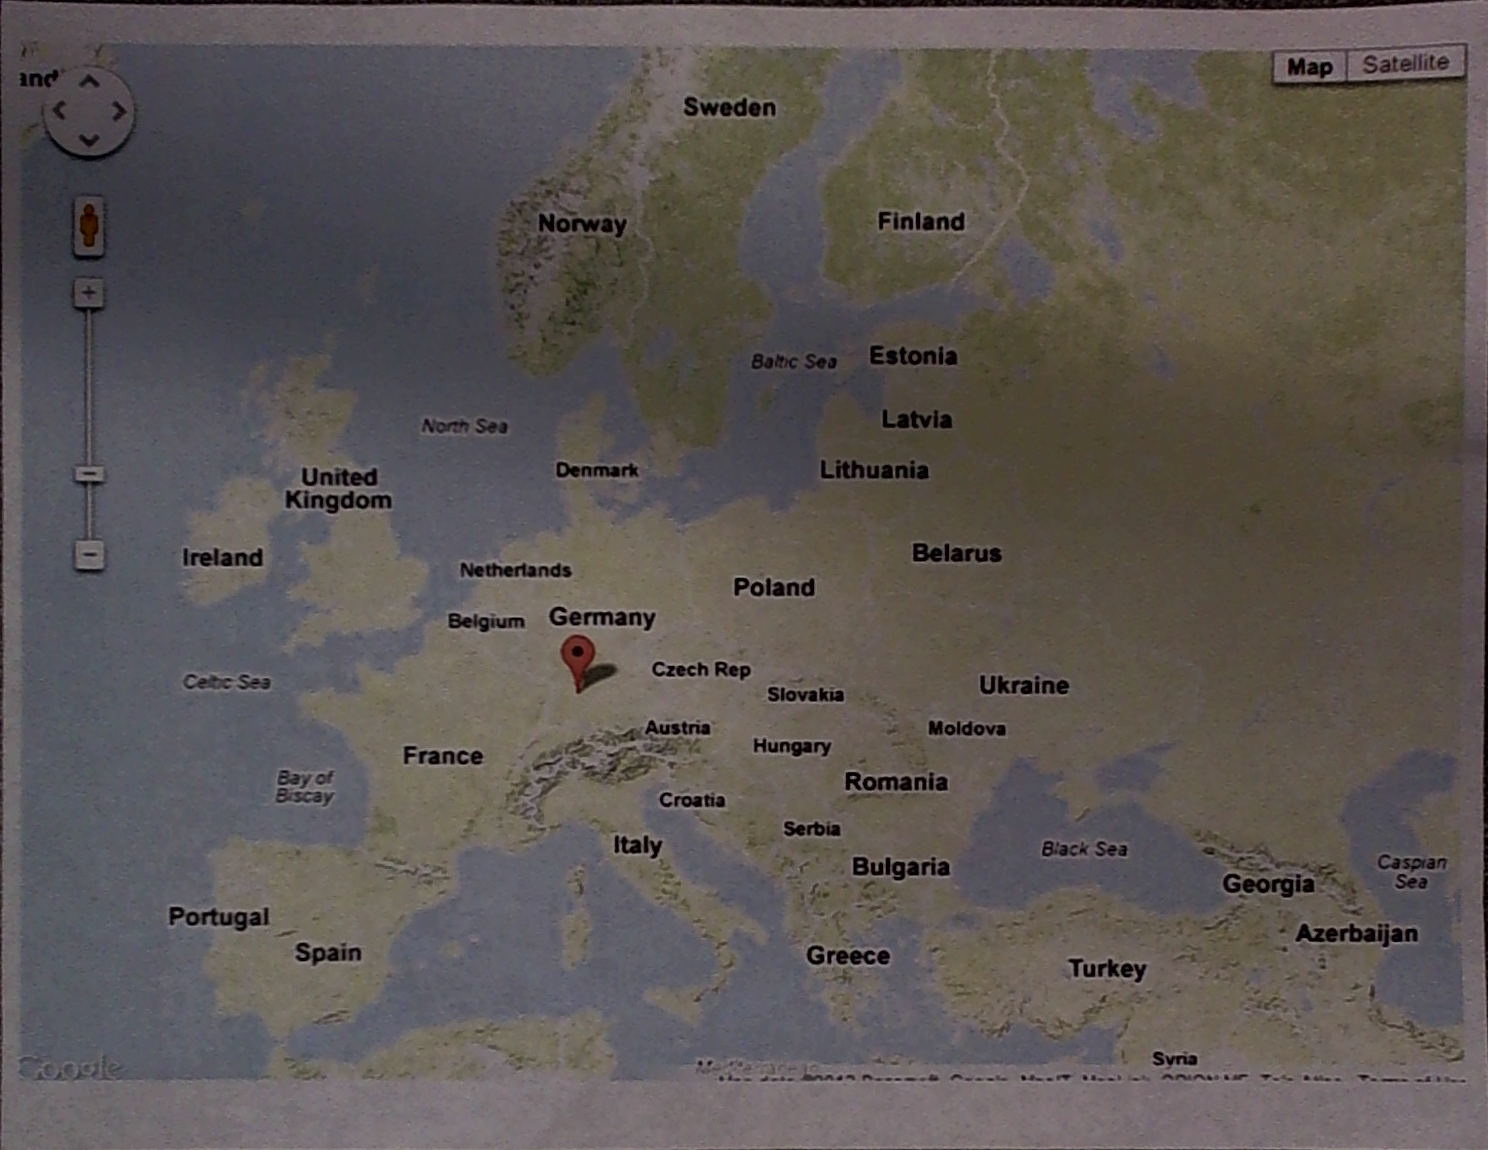 and
Map Satellite
Sweden
Norway
Finland
Baltic Sea
Estonia
Latvia
North Sea
Denmark
Lithuania
United
Kingdom
Ireland
Netherlands
Belarus
Poland
Belgium
Germany
Czech Rep
Celtic Sea
Slovakia
Ukraine
Austria
Moldova
Hungary
France
Bay of
Biscay
Romania
Croatia
Serbia
Italy
Black Sea
Bulgaria
Caspian
Sea
Georgia
Portugal
Azerbaijan
Spain
Greece
Turkey
Syria
Google